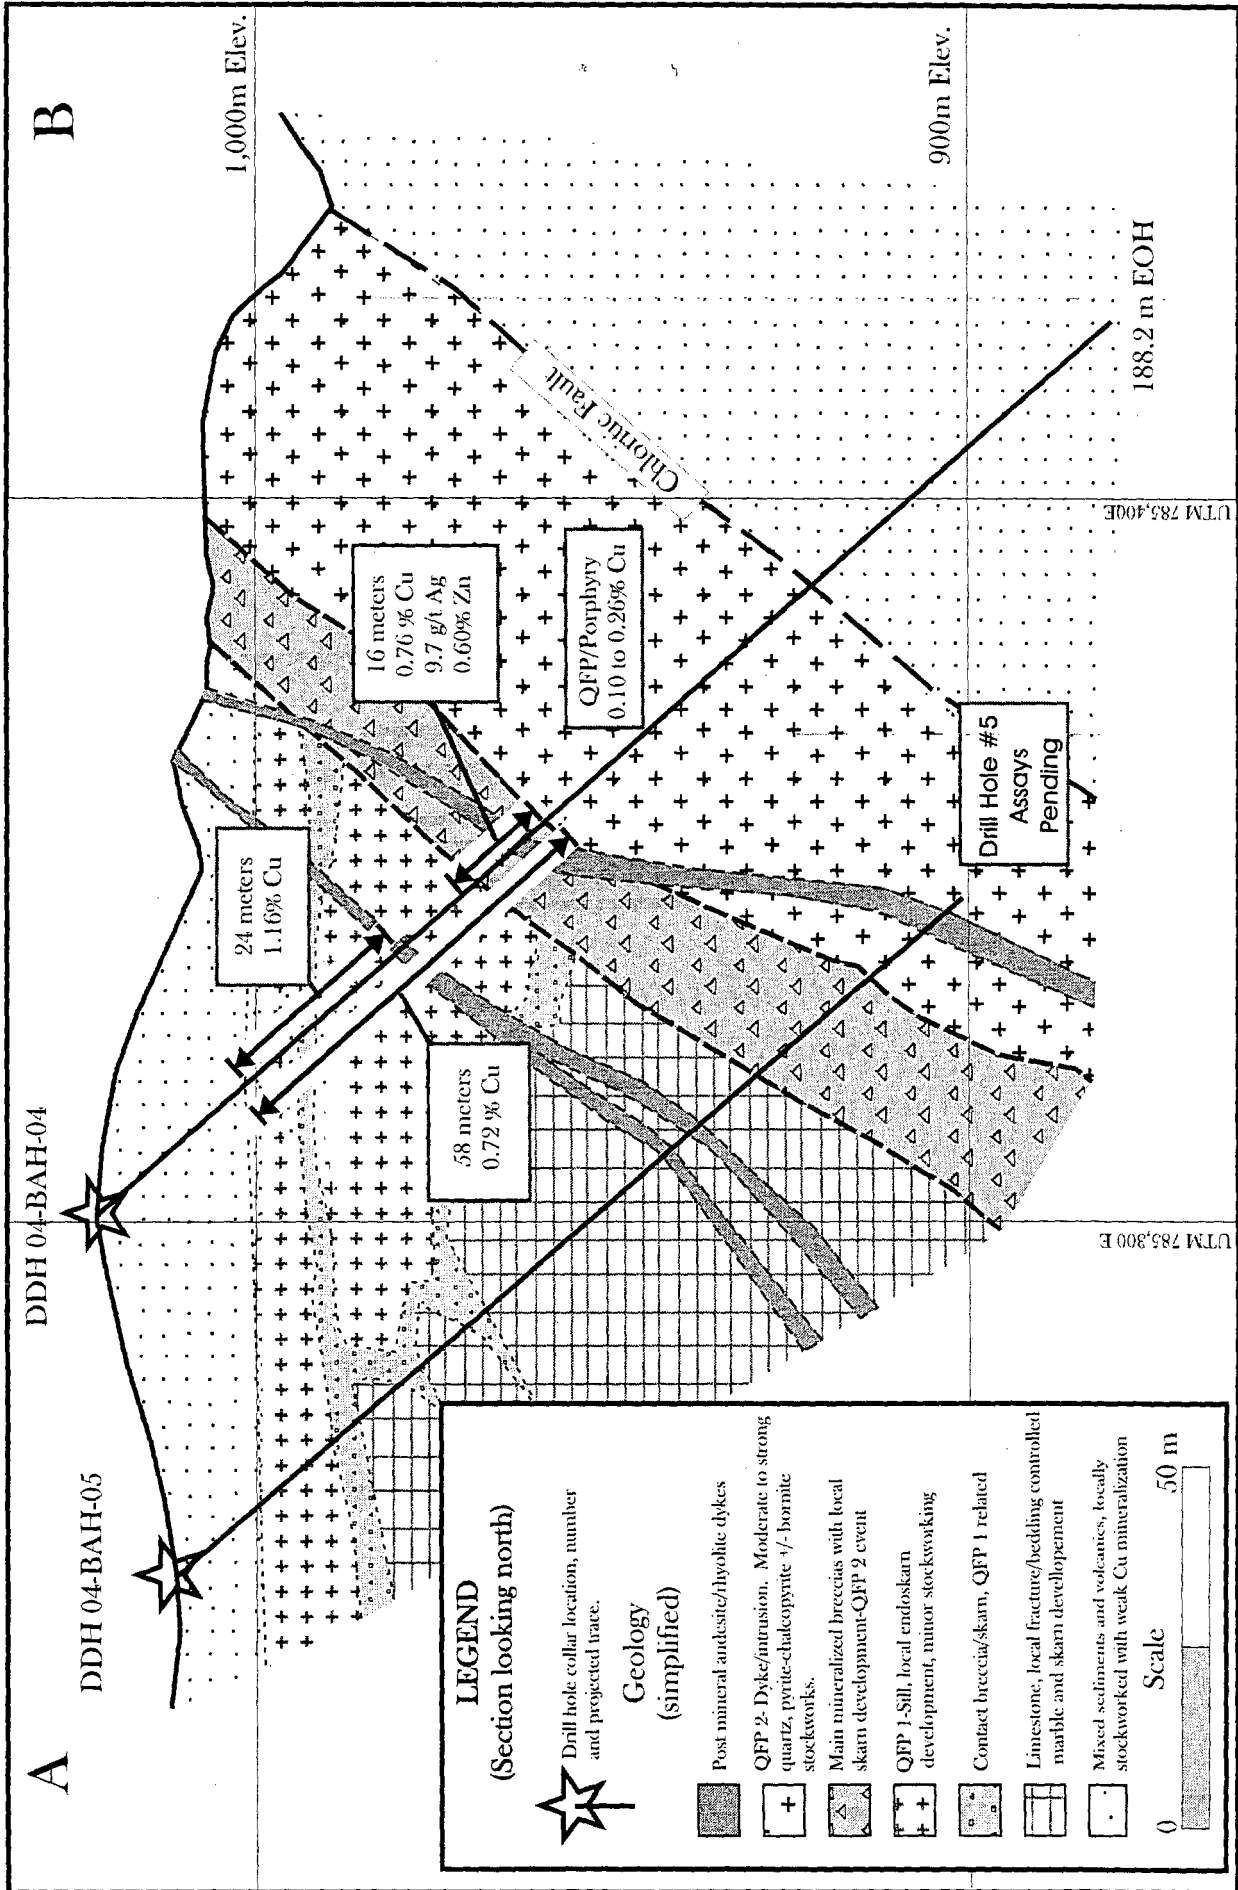 A
B
DDH 04-BAH-05
DDH 04-BAH-04
1,000m Elev.
900m Elev.
24 meters
1.16% Cu
16 meters
0.76 % Cu
9.7 g/t Ag
0.60% Zn
58 meters
0.72 % Cu
QFP/Porphyry
0.10 to 0.26% Cu
Chloritic Fault
Drill Hole #5
Assays
Pending
188.2 m EOH
UTM 785,300 E
UTM 785,400E
LEGEND
(Section looking north)
Drill hole collar location, number
and projected trace.
Geology
(simplified)
Post mineral andesite/rhyolite dykes
QFP 2- Dyke/intrusion. Moderate to strong
quartz, pyrite-chalcopyrite +/- bornite
stockworks.
Main mineralized breccias with local
skarn development-QFP 2 event
QFP 1-Sill, local endoskarn
development, minor stockworking
Contact breccia/skarn, QFP 1 related
Limestone, local fracture/bedding controlled
marble and skarn developement
Mixed sediments and volcanics, locally
stockworked with weak Cu mineralization
Scale
0
50 m